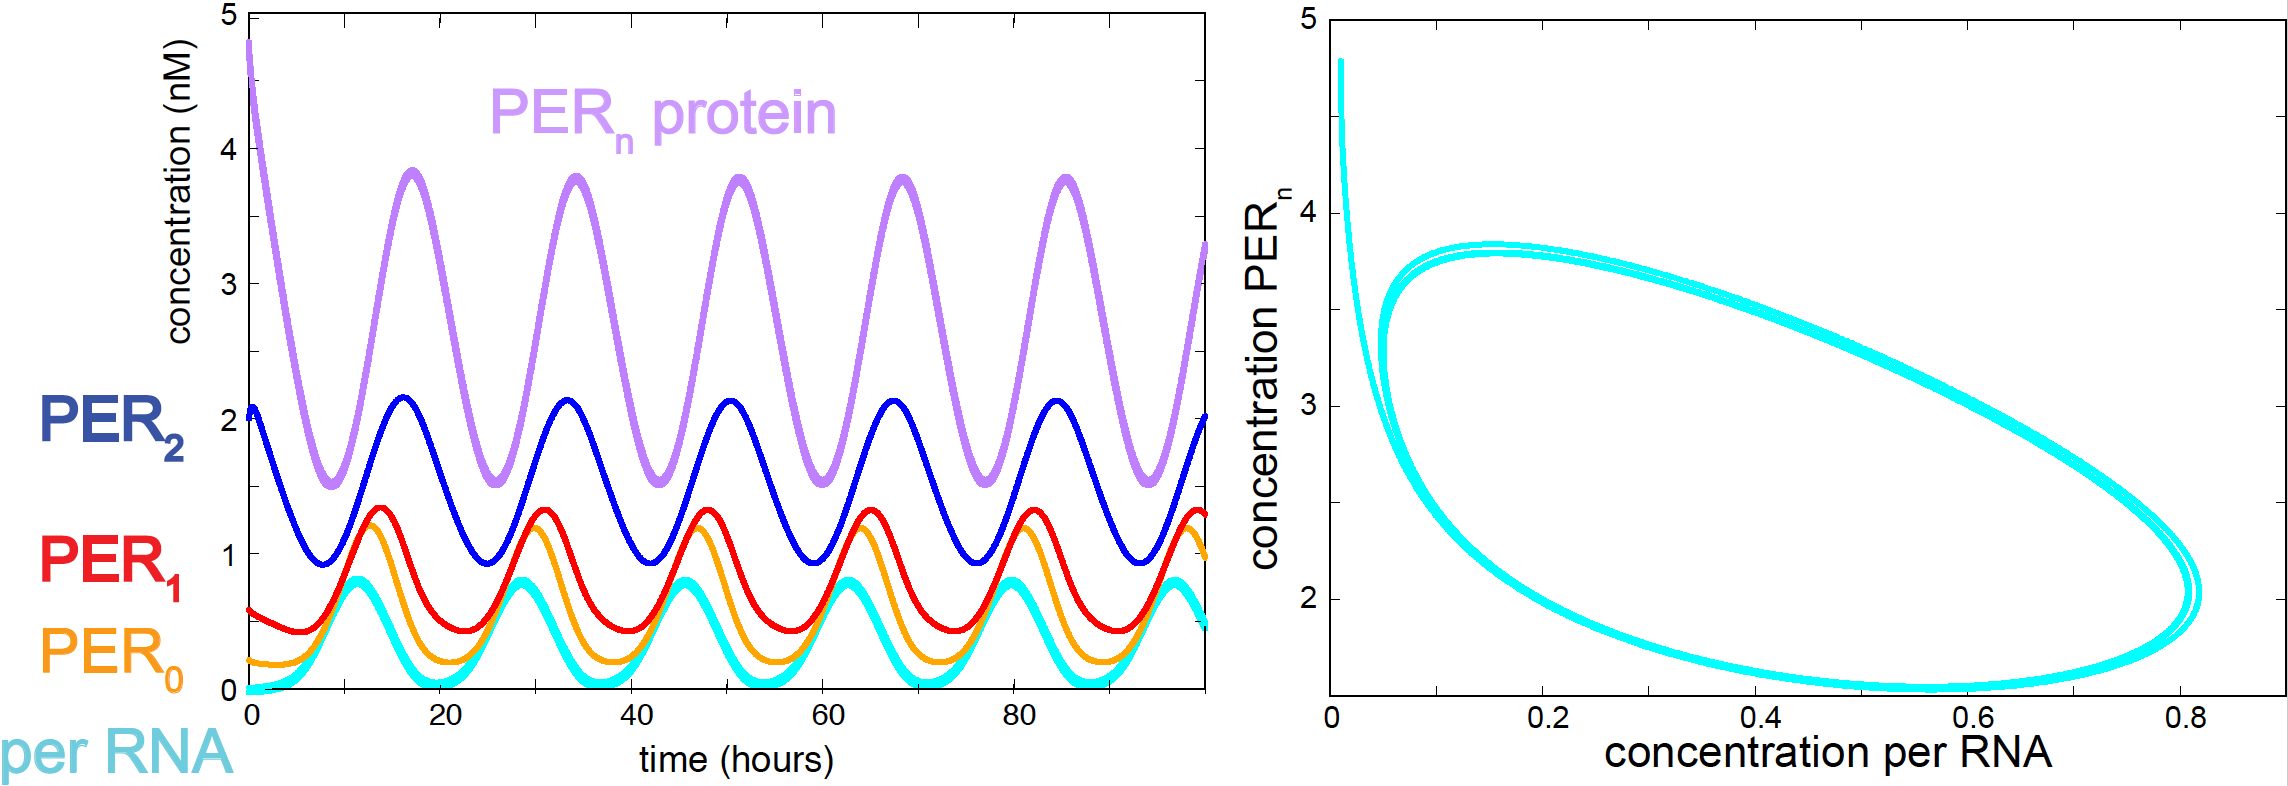 5
4
3
2
1
0
concentration (nM)
PERn protein
PER2
PER1
PER0
per RNA
0
20
40
60
80
time (hours)
5
4
3
2
concentration PERn
0
0.2
0.4
0.6
0.8
concentration per RNA